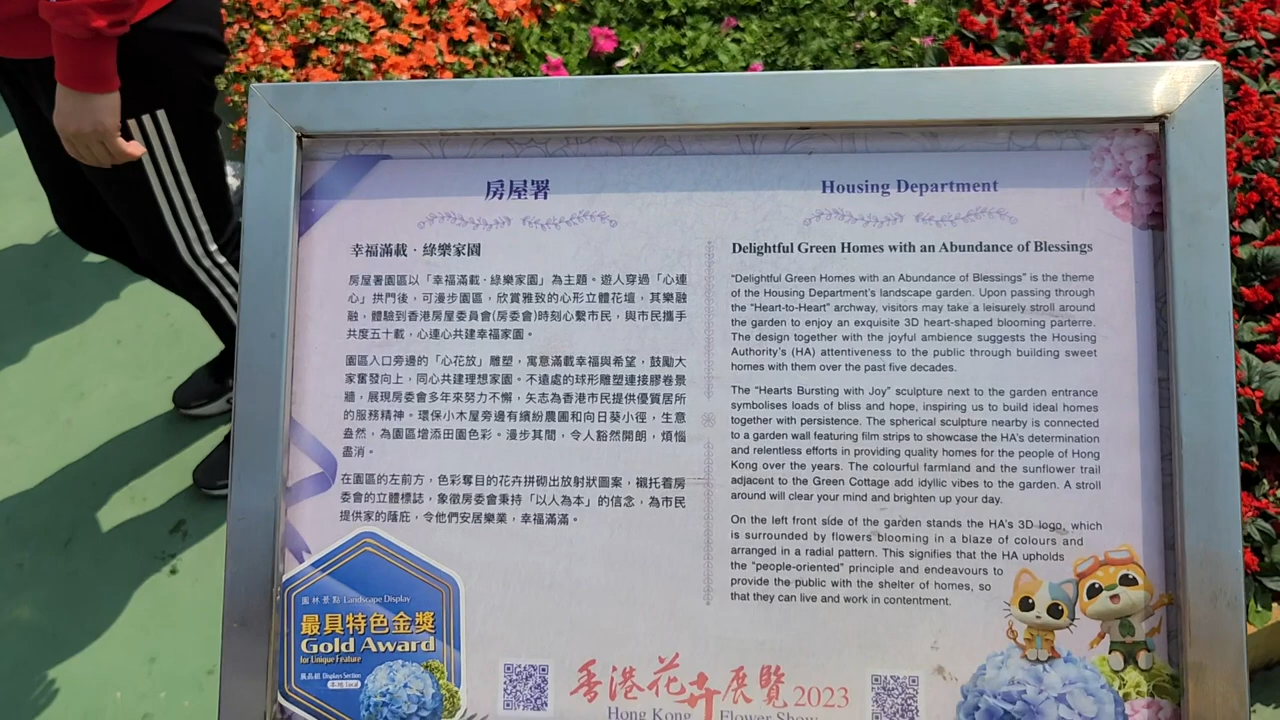 房屋署
幸福滿載．綠樂家園
房屋署園區以「幸福滿載．綠樂家園」為主題。遊人穿過「心連
心」拱門後，可漫步園區，欣賞雅致的心形立體花壇，其樂融
融，體驗到香港房屋委員會(房委會)時刻心繫市民，與市民攜手
共度五十載，心連心共建幸福家園。
園區入口旁邊的「心花放」雕塑，寓意滿載幸福與希望，鼓勵大
家奮發向上，同心共建理想家園。不遠處的球形雕塑連接膠卷景
牆，展現房委會多年來努力不懈，矢志為香港市民提供優質居所
的服務精神。環保小木屋旁邊有繽紛農圃和向日葵小徑，生意
盎然，為園區增添田園色彩。漫步其間，令人豁然開朗，煩惱
盡消。
在園區的左前方，色彩奪目的花卉拼砌出放射狀圖案，襯托着房
委會的立體標誌，象徵房委會秉持「以人為本」的信念，為市民
提供家的蔭庇，令他們安居樂業，幸福滿滿。
Housing Department
Delightful Green Homes with an Abundance of Blessings
“Delightful Green Homes with an Abundance of Blessings” is the theme
of the Housing Department’s landscape garden. Upon passing through
the “Heart-to-Heart” archway, visitors may take a leisurely stroll around
the garden to enjoy an exquisite 3D heart-shaped blooming parterre.
The design together with the joyful ambience suggests the Housing
Authority’s (HA) attentiveness to the public through building sweet
homes with them over the past five decades.
The “Hearts Bursting with Joy” sculpture next to the garden entrance
symbolises loads of bliss and hope, inspiring us to build ideal homes
together with persistence. The spherical sculpture nearby is connected
to a garden wall featuring film strips to showcase the HA’s determination
and relentless efforts in providing quality homes for the people of Hong
Kong over the years. The colourful farmland and the sunflower trail
adjacent to the Green Cottage add idyllic vibes to the garden. A stroll
around will clear your mind and brighten up your day.
On the left front side of the garden stands the HA’s 3D logo, which
is surrounded by flowers blooming in a blaze of colours and
arranged in a radial pattern. This signifies that the HA upholds
the “people-oriented” principle and endeavours to
provide the public with the shelter of homes, so
that they can live and work in contentment.
園林景點 Landscape Display
最具特色金獎
Gold Award
for Unique Feature
展品組 Displays Section
本地 Local
香港花卉展覽 2023
Hong Kong Flower Show